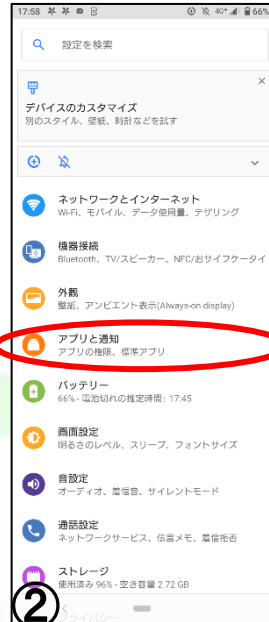 17:58 4G+ 66%
設定を検索
デバイスのカスタマイズ
別のスタイル、壁紙、時計などを試す
ネットワークとインターネット
Wi-Fi、モバイル、データ使用量、テザリング
機器接続
Bluetooth、TV/スピーカー、NFC/おサイフケータイ
外観
壁紙、アンビエント表示(Always-on display)
アプリと通知
アプリの権限、標準アプリ
バッテリー
66% - 電池切れの推定時間: 17:45
画面設定
明るさのレベル、スリープ、フォントサイズ
音設定
オーディオ、着信音、サイレントモード
通話設定
ネットワークサービス、伝言メモ、着信拒否
ストレージ
使用済み 96% - 空き容量 2.72 GB
②
プライバシー